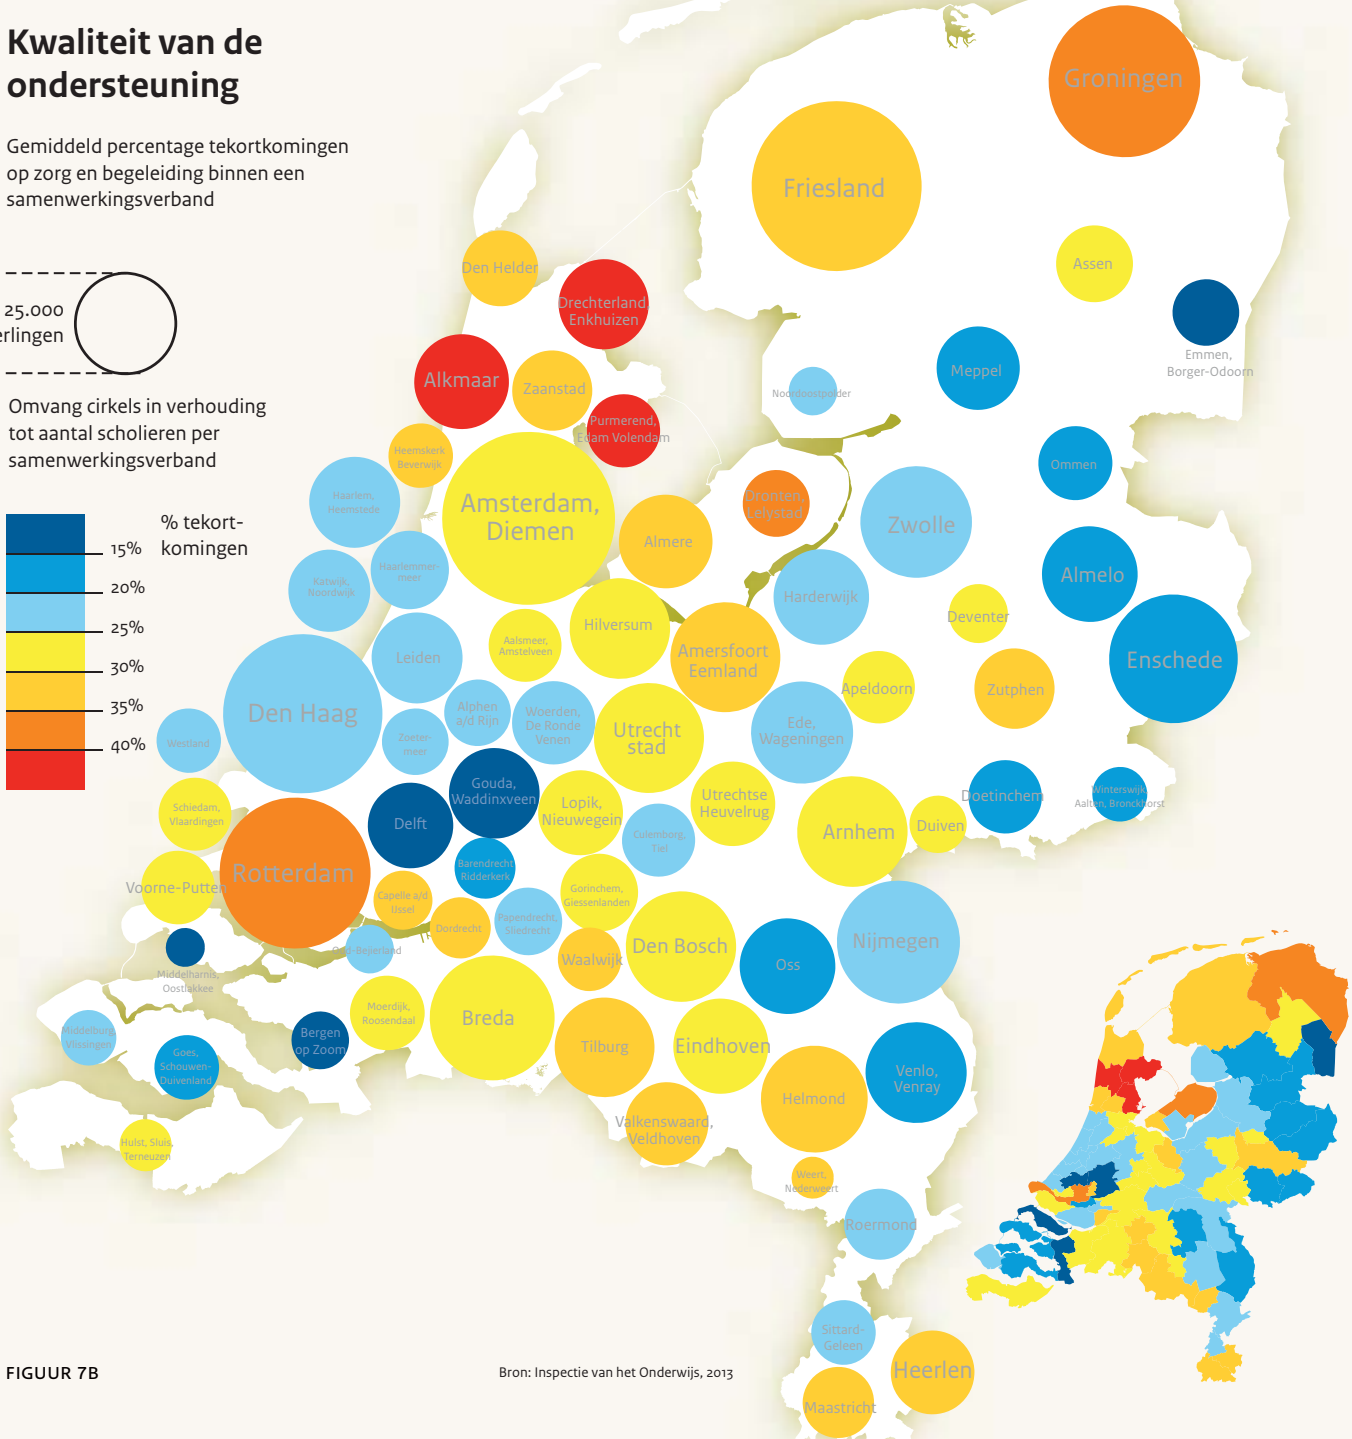 Kwaliteit van de
ondersteuning
Gemiddeld percentage tekortkomingen
op zorg en begeleiding binnen een
samenwerkingsverband
25.000
erlingen
Omvang cirkels in verhouding
tot aantal scholieren per
samenwerkingsverband
% tekort-
komingen
15%
20%
25%
30%
35%
40%
Groningen
Friesland
Assen
Den Helder
Drechterland,
Enkhuizen
Emmen,
Borger-Odoorn
Meppel
Alkmaar
Zaanstad
Noordoostpolder
Purmerend,
Edam Volendam
Heemskerk
Beverwijk
Ommen
Haarlem,
Heemstede
Amsterdam,
Diemen
Dronten,
Lelystad
Zwolle
Almere
Haarlemmer-
meer
Katwijk,
Noordwijk
Almelo
Harderwijk
Deventer
Hilversum
Aalsmeer,
Amstelveen
Leiden
Amersfoort
Eemland
Enschede
Apeldoorn
Zutphen
Den Haag
Alphen
a/d Rijn
Woerden,
De Ronde
Venen
Utrecht
stad
Ede,
Wageningen
Westland
Zoeter-
meer
Gouda,
Waddinxveen
Utrechtse
Heuvelrug
Doetinchem
Winterswijk,
Aalten, Bronckhorst
Schiedam,
Vlaardingen
Delft
Lopik,
Nieuwegein
Culemborg,
Tiel
Arnhem
Duiven
Rotterdam
Voorne-Putten
Barendrecht
Ridderkerk
Capelle a/d
IJssel
Gorinchem,
Giessenlanden
Papendrecht,
Sliedrecht
Dordrecht
Oud-Beijerland
Den Bosch
Nijmegen
Waalwijk
Oss
Middelharnis,
Oostlakkee
Moerdijk,
Roosendaal
Breda
Middelburg,
Vlissingen
Bergen
op Zoom
Tilburg
Eindhoven
Goes,
Schouwen-
Duivenland
Venlo,
Venray
Helmond
Valkenswaard,
Veldhoven
Hulst, Sluis,
Terneuzen
Weert,
Nederweert
Roermond
Sittard-
Geleen
Heerlen
Maastricht
FIGUUR 7B
Bron: Inspectie van het Onderwijs, 2013